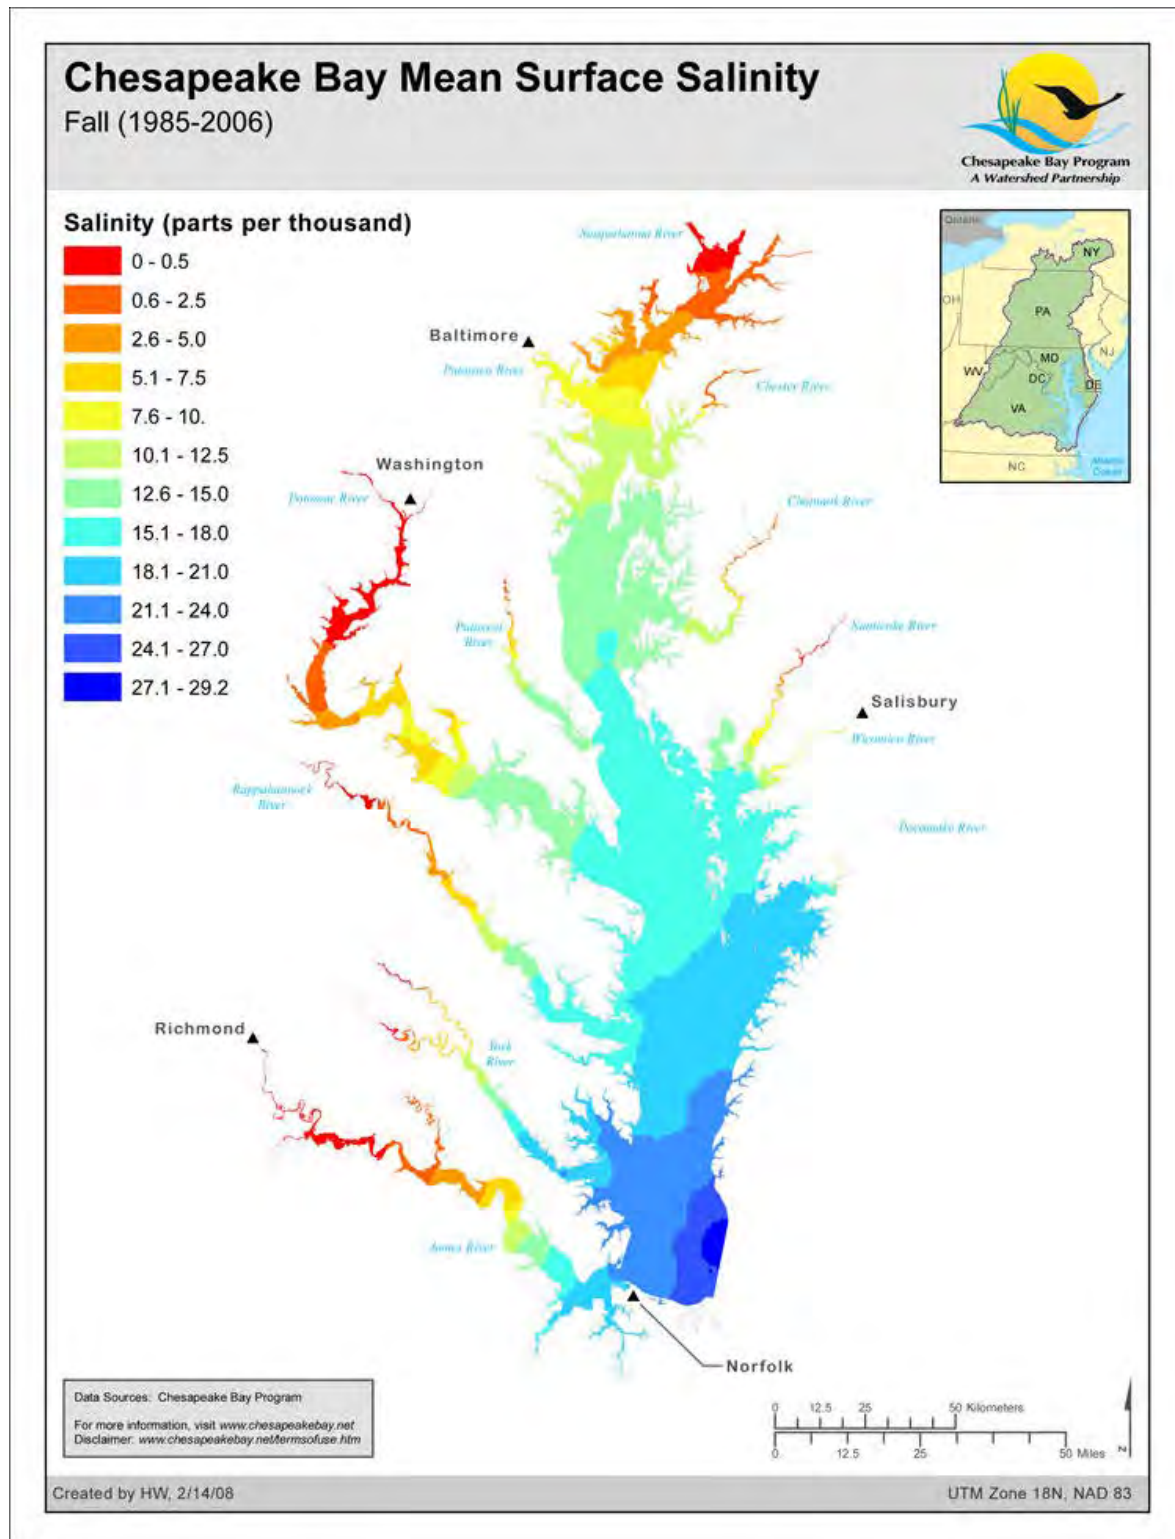 Chesapeake Bay Mean Surface Salinity
Fall (1985-2006)
Chesapeake Bay Program
A Watershed Partnership
Salinity (parts per thousand)
0 - 0.5
0.6 - 2.5
2.6 - 5.0
5.1 - 7.5
7.6 - 10.
10.1 - 12.5
12.6 - 15.0
15.1 - 18.0
18.1 - 21.0
21.1 - 24.0
24.1 - 27.0
27.1 - 29.2
Susquehanna River
Ontario
NY
OH
PA
NJ
WV
MD
DC
DE
VA
NC
Atlantic
Ocean
Baltimore
Patapsco River
Chester River
Washington
Potomac River
Choptank River
Patuxent
River
Nanticoke River
Salisbury
Wicomico River
Rappahannock
River
Pocomoke River
Richmond
York
River
James River
Norfolk
Data Sources: Chesapeake Bay Program
For more information, visit www.chesapeakebay.net
Disclaimer: www.chesapeakebay.net/termsofuse.htm
0 12.5 25 50 Kilometers
0 12.5 25 50 Miles
N
Created by HW, 2/14/08
UTM Zone 18N, NAD 83